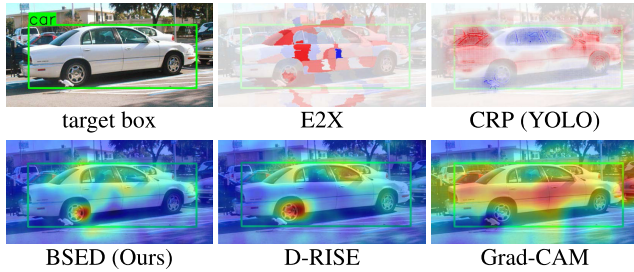 car
target box
E2X
CRP (YOLO)
BSED (Ours)
D-RISE
Grad-CAM